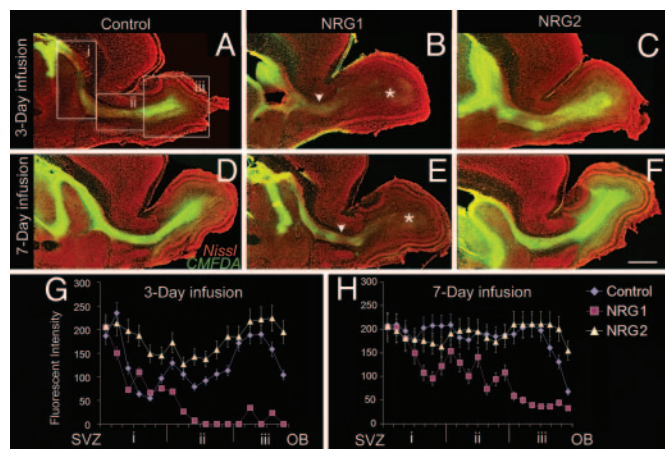 Control NRG1 NRG2
3-Day infusion
A B C
i
ii
iii
*
7-Day infusion
D E F
*
Nissl
CMFDA
G 3-Day infusion
H 7-Day infusion
Fluorescent Intensity
300
250
200
150
100
50
0
SVZ i ii iii OB
300
250
200
150
100
50
0
SVZ i ii iii OB
Control
NRG1
NRG2